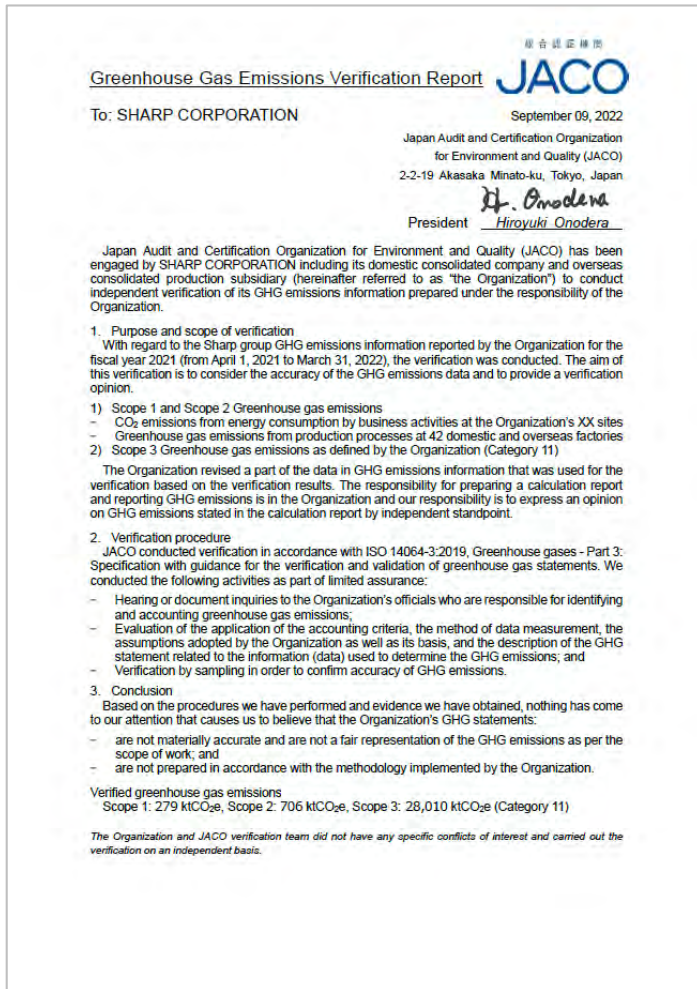 総合認証機関
JACO
Greenhouse Gas Emissions Verification Report
To: SHARP CORPORATION
September 09, 2022
Japan Audit and Certification Organization
for Environment and Quality (JACO)
2-2-19 Akasaka Minato-ku, Tokyo, Japan
H. Onodera
President Hiroyuki Onodera
Japan Audit and Certification Organization for Environment and Quality (JACO) has been
engaged by SHARP CORPORATION including its domestic consolidated company and overseas
consolidated production subsidiary (hereinafter referred to as “the Organization”) to conduct
independent verification of its GHG emissions information prepared under the responsibility of the
Organization.
1. Purpose and scope of verification
With regard to the Sharp group GHG emissions information reported by the Organization for the
fiscal year 2021 (from April 1, 2021 to March 31, 2022), the verification was conducted. The aim of
this verification is to consider the accuracy of the GHG emissions data and to provide a verification
opinion.
1) Scope 1 and Scope 2 Greenhouse gas emissions
– CO₂ emissions from energy consumption by business activities at the Organization's XX sites
– Greenhouse gas emissions from production processes at 42 domestic and overseas factories
2) Scope 3 Greenhouse gas emissions as defined by the Organization (Category 11)
The Organization revised a part of the data in GHG emissions information that was used for the
verification based on the verification results. The responsibility for preparing a calculation report
and reporting GHG emissions is in the Organization and our responsibility is to express an opinion
on GHG emissions stated in the calculation report by independent standpoint.
2. Verification procedure
JACO conducted verification in accordance with ISO 14064-3:2019, Greenhouse gases - Part 3:
Specification with guidance for the verification and validation of greenhouse gas statements. We
conducted the following activities as part of limited assurance:
– Hearing or document inquiries to the Organization's officials who are responsible for identifying
and accounting greenhouse gas emissions;
– Evaluation of the application of the accounting criteria, the method of data measurement, the
assumptions adopted by the Organization as well as its basis, and the description of the GHG
statement related to the information (data) used to determine the GHG emissions; and
– Verification by sampling in order to confirm accuracy of GHG emissions.
3. Conclusion
Based on the procedures we have performed and evidence we have obtained, nothing has come
to our attention that causes us to believe that the Organization's GHG statements:
– are not materially accurate and are not a fair representation of the GHG emissions as per the
scope of work; and
– are not prepared in accordance with the methodology implemented by the Organization.
Verified greenhouse gas emissions
Scope 1: 279 ktCO₂e, Scope 2: 706 ktCO₂e, Scope 3: 28,010 ktCO₂e (Category 11)
The Organization and JACO verification team did not have any specific conflicts of interest and carried out the
verification on an independent basis.